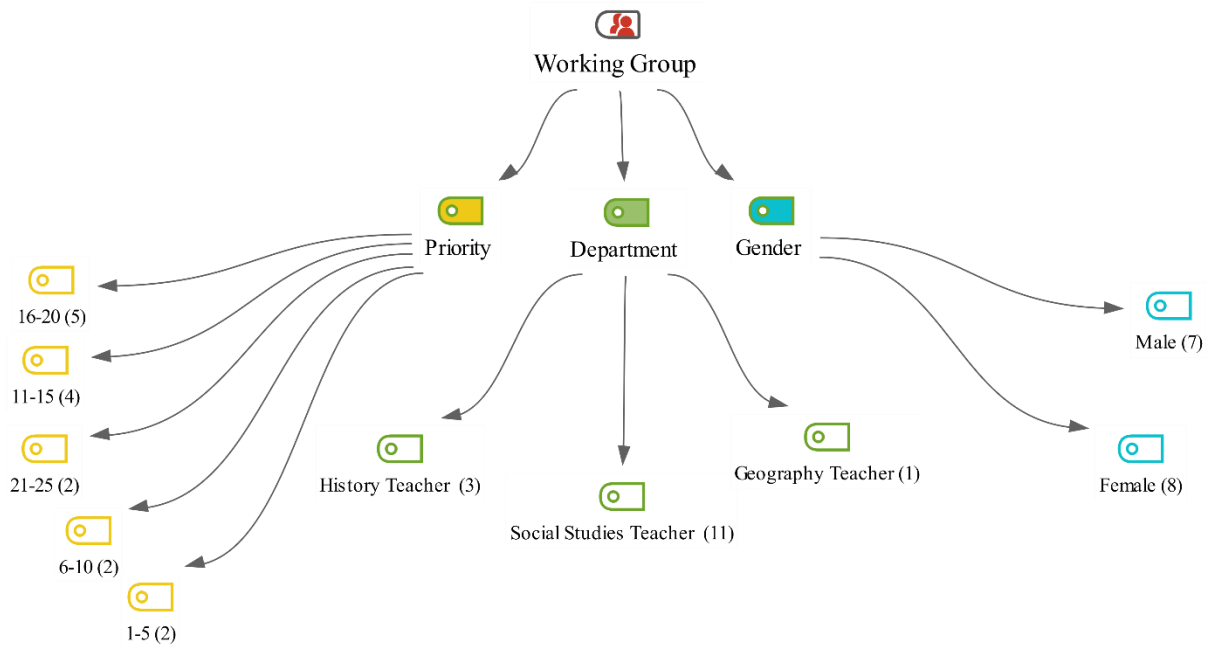 Working Group
Priority
Department
Gender
16-20 (5)
11-15 (4)
21-25 (2)
6-10 (2)
1-5 (2)
History Teacher (3)
Social Studies Teacher (11)
Geography Teacher (1)
Male (7)
Female (8)